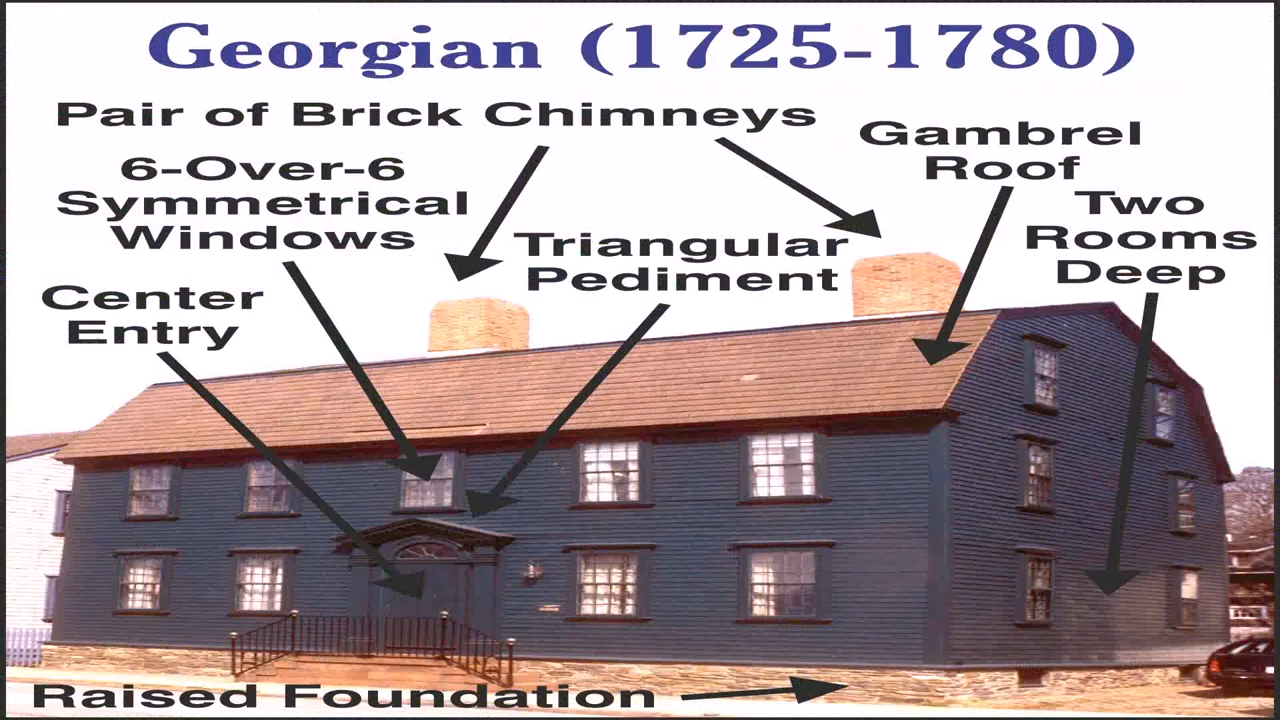 Georgian (1725-1780)
Pair of Brick Chimneys
6-Over-6
Symmetrical
Windows
Gambrel
Roof
Two
Rooms
Deep
Triangular
Pediment
Center
Entry
Raised Foundation